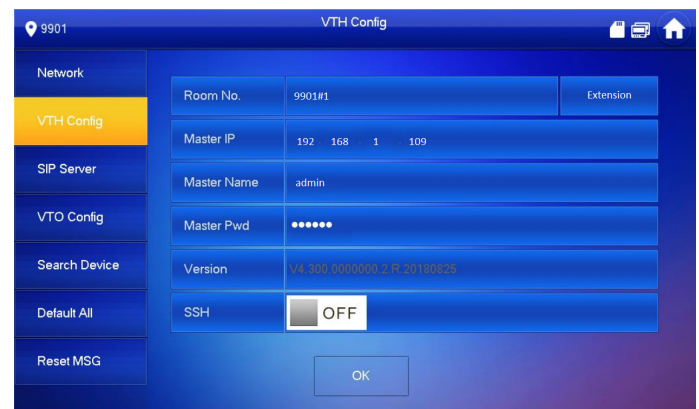 9901
VTH Config
Network
VTH Config
SIP Server
VTO Config
Search Device
Default All
Reset MSG
Room No. 9901#1 Extension
Master IP 192 . 168 . 1 . 109
Master Name admin
Master Pwd ●●●●●●
Version V4.300.0000000.2.R.20180825
SSH OFF
OK